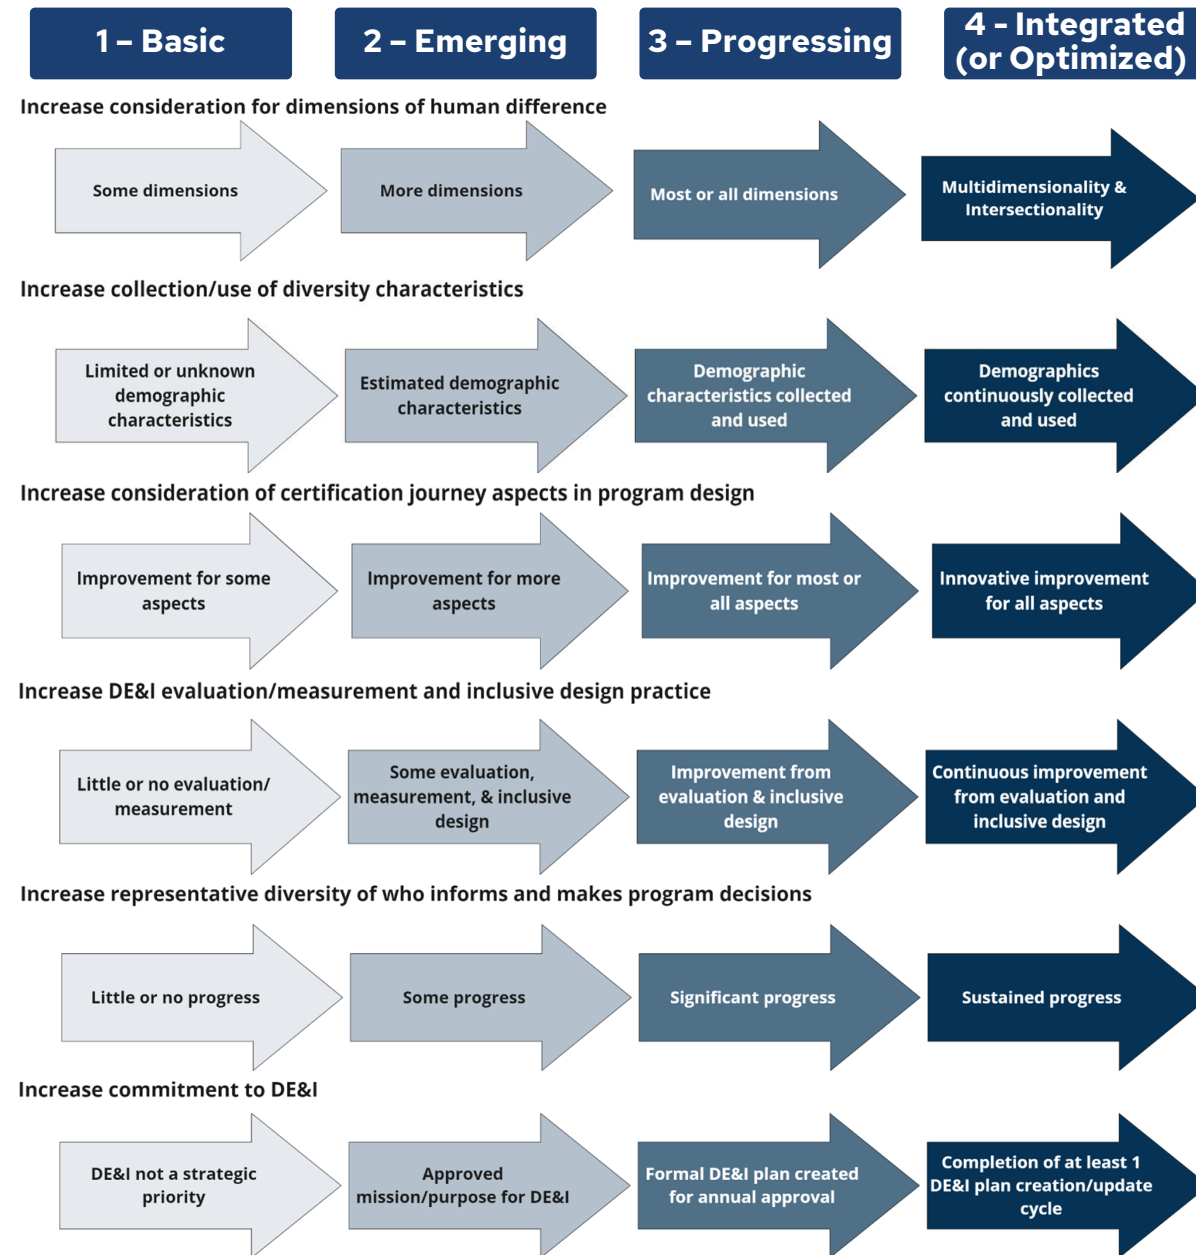 1 – Basic
2 – Emerging
3 – Progressing
4 - Integrated
(or Optimized)
Increase consideration for dimensions of human difference
Some dimensions
More dimensions
Most or all dimensions
Multidimensionality &
Intersectionality
Increase collection/use of diversity characteristics
Limited or unknown
demographic
characteristics
Estimated demographic
characteristics
Demographic
characteristics collected
and used
Demographics
continuously collected
and used
Increase consideration of certification journey aspects in program design
Improvement for some
aspects
Improvement for more
aspects
Improvement for most or
all aspects
Innovative improvement
for all aspects
Increase DE&I evaluation/measurement and inclusive design practice
Little or no evaluation/
measurement
Some evaluation,
measurement, & inclusive
design
Improvement from
evaluation & inclusive
design
Continuous improvement
from evaluation and
inclusive design
Increase representative diversity of who informs and makes program decisions
Little or no progress
Some progress
Significant progress
Sustained progress
Increase commitment to DE&I
DE&I not a strategic
priority
Approved
mission/purpose for DE&I
Formal DE&I plan created
for annual approval
Completion of at least 1
DE&I plan creation/update
cycle